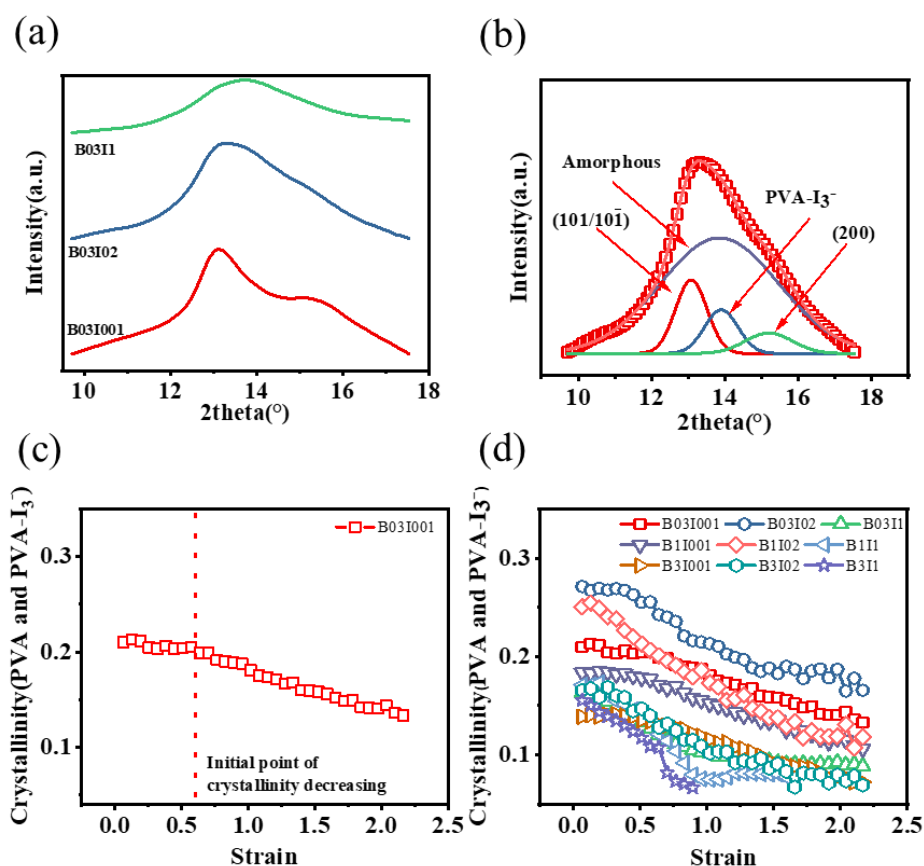 (a)
Intensity(a.u.)
B03I1
B03I02
B03I001
10 12 14 16 18
2theta(°)
(b)
Intensity(a.u.)
Amorphous
(101/101̄)
PVA-I₃⁻
(200)
10 12 14 16 18
2theta(°)
(c)
Crystallinity(PVA and PVA-I₃⁻)
0.3
0.2
0.1
B03I001
Initial point of
crystallinity decreasing
0.0 0.5 1.0 1.5 2.0 2.5
Strain
(d)
Crystallinity(PVA and PVA-I₃⁻)
0.3
0.2
0.1
B03I001 B03I02 B03I1
B1I001 B1I02 B1I1
B3I001 B3I02 B3I1
0.0 0.5 1.0 1.5 2.0 2.5
Strain